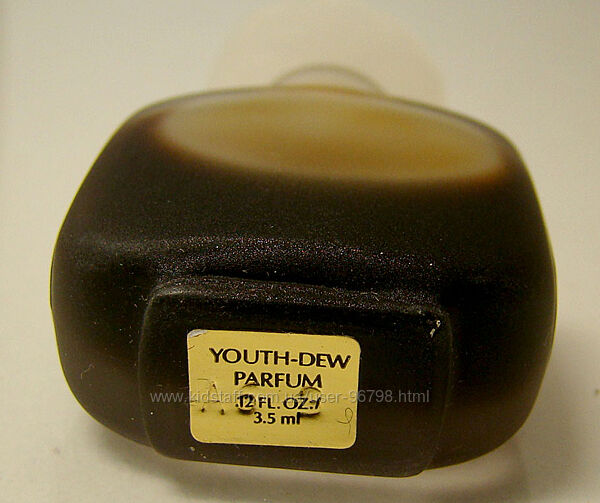 YOUTH-DEW
PARFUM
.12 FL. OZ./
3.5 ml